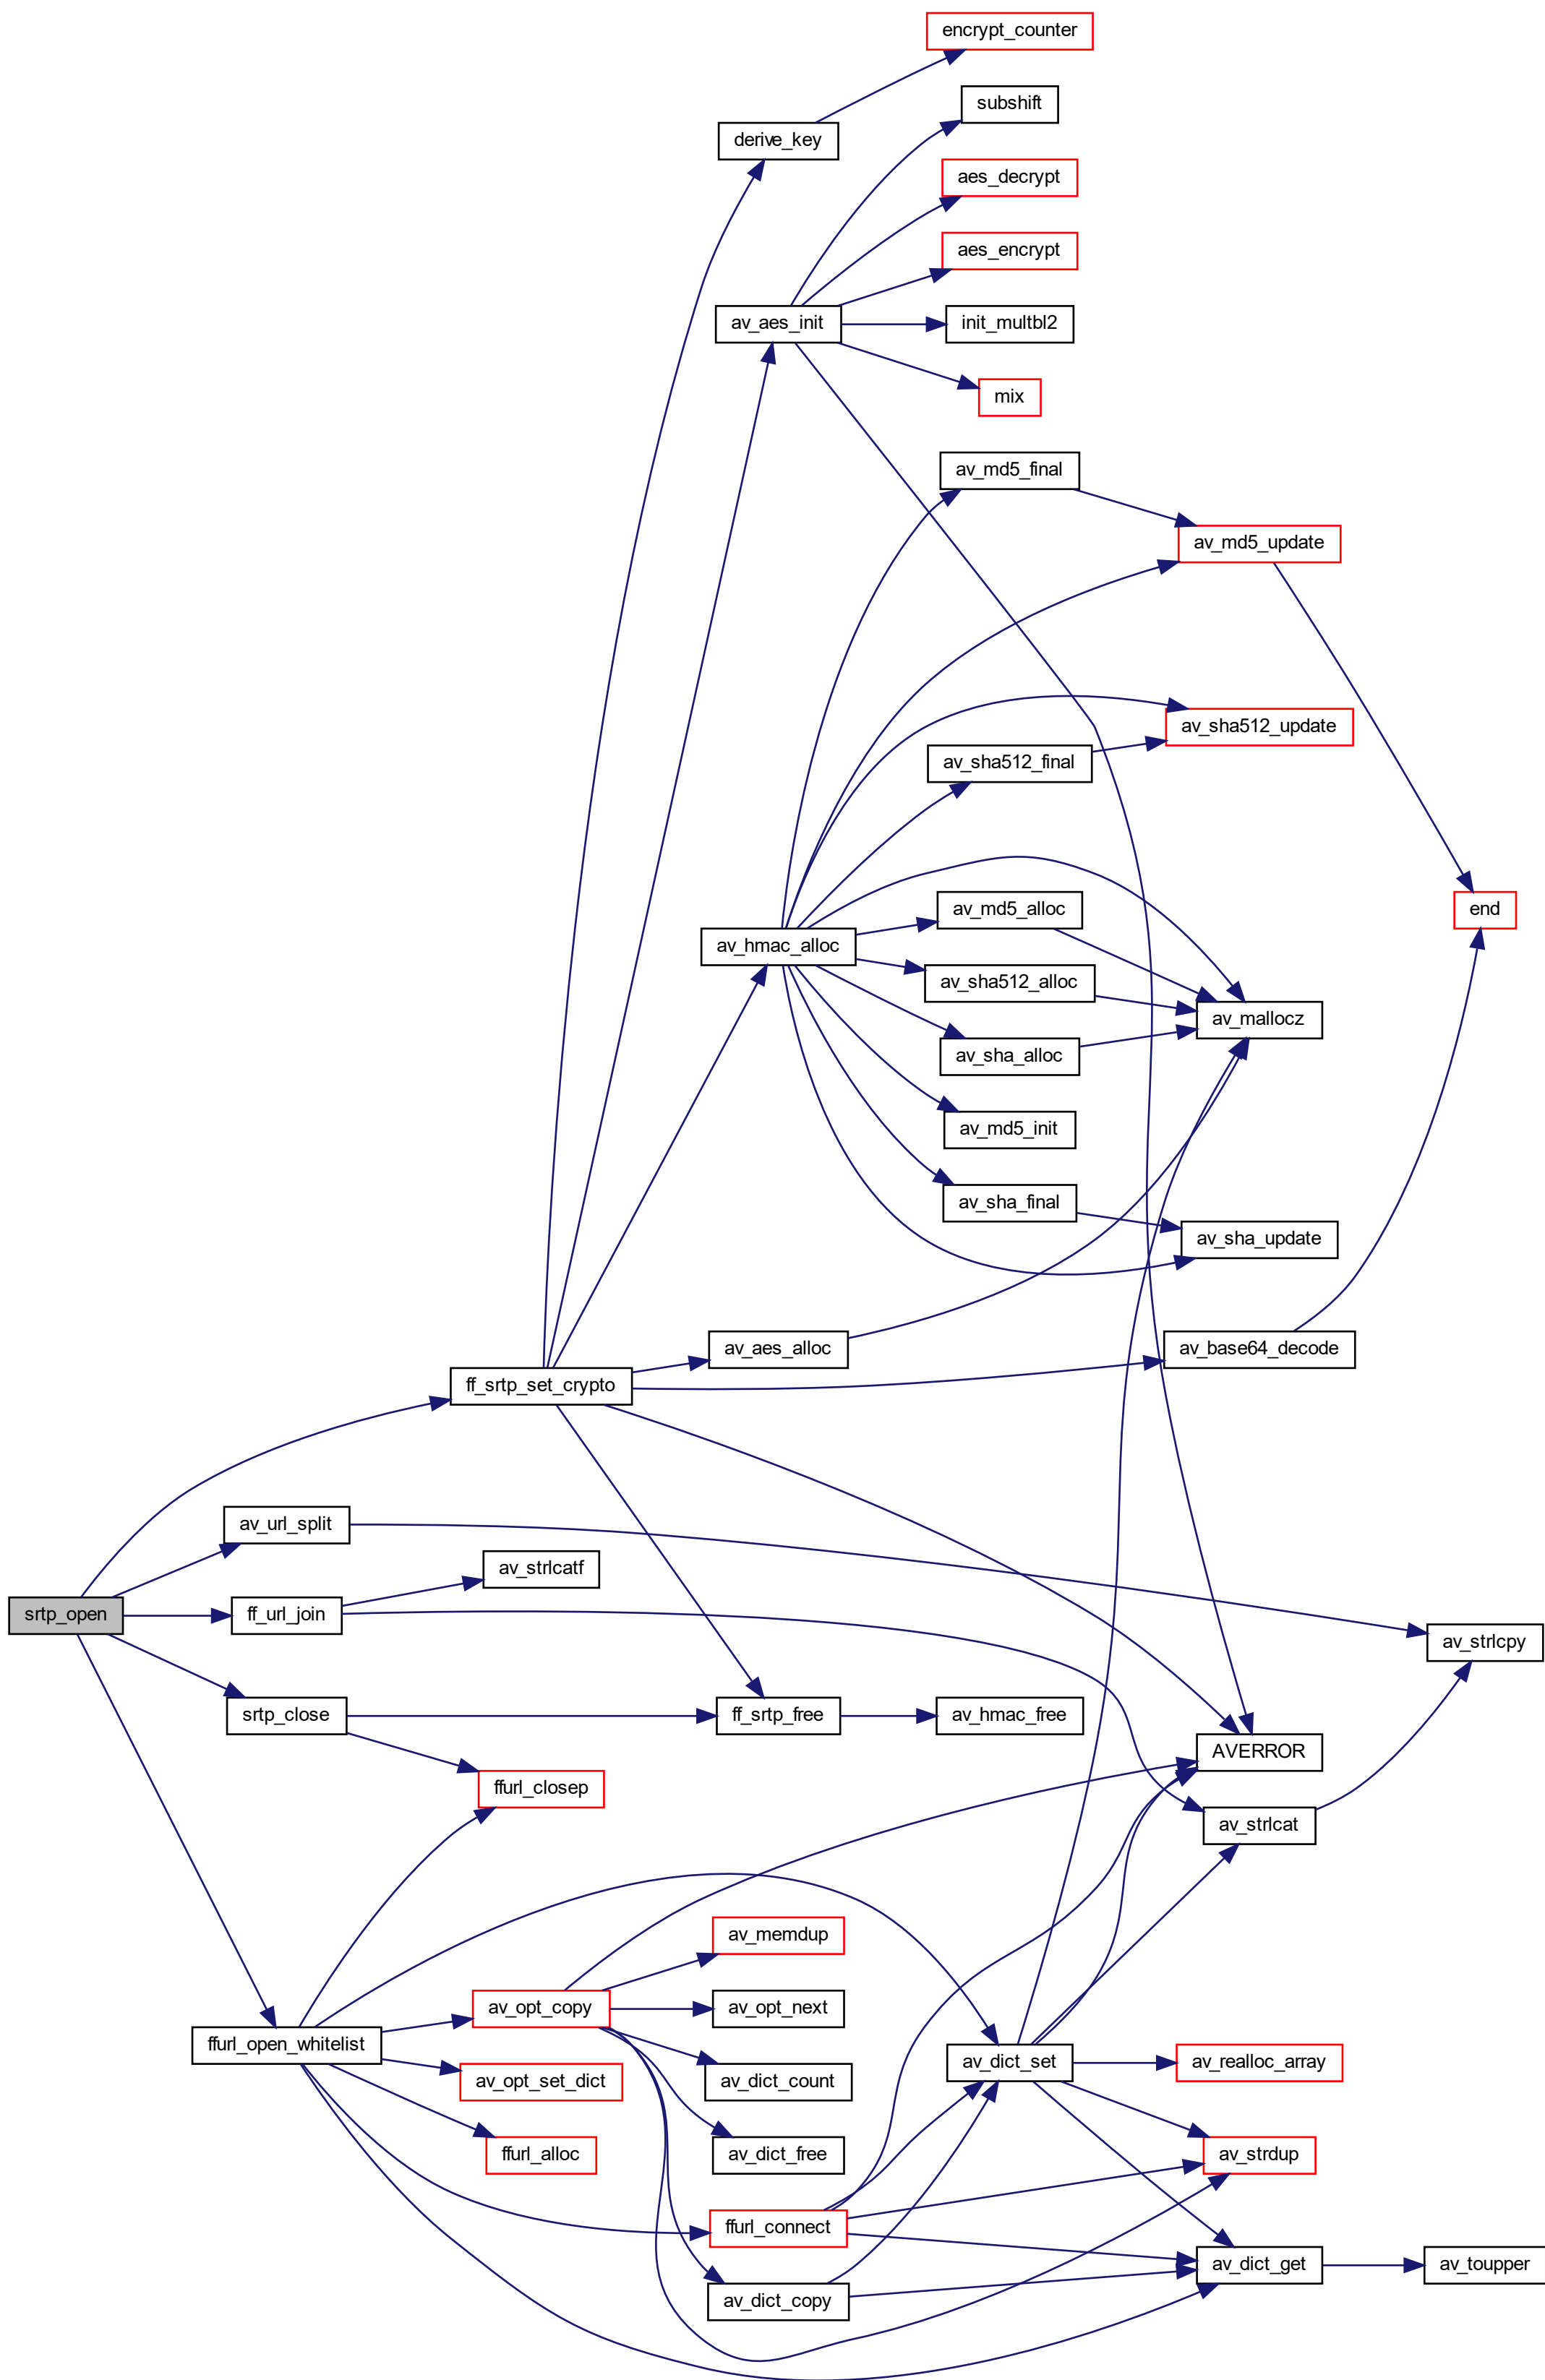 encrypt_counter
subshift
derive_key
aes_decrypt
aes_encrypt
av_aes_init
init_multbl2
mix
av_md5_final
av_md5_update
av_sha512_update
av_sha512_final
av_md5_alloc
end
av_hmac_alloc
av_sha512_alloc
av_mallocz
av_sha_alloc
av_md5_init
av_sha_final
av_sha_update
av_aes_alloc
av_base64_decode
ff_srtp_set_crypto
av_url_split
av_strlcatf
srtp_open
ff_url_join
av_strlcpy
srtp_close
ff_srtp_free
av_hmac_free
AVERROR
ffurl_closep
av_strlcat
av_memdup
av_opt_copy
av_opt_next
ffurl_open_whitelist
av_dict_set
av_realloc_array
av_opt_set_dict
av_dict_count
ffurl_alloc
av_dict_free
av_strdup
ffurl_connect
av_dict_get
av_toupper
av_dict_copy